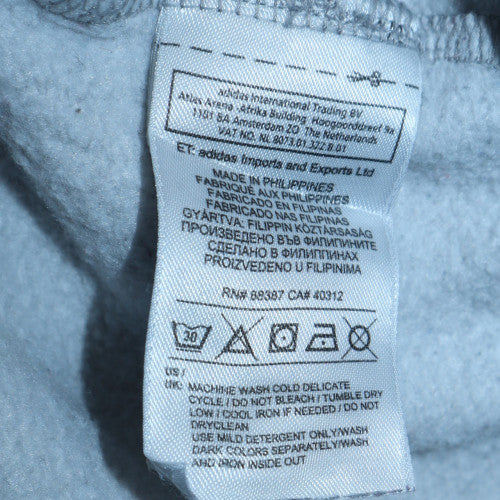 adidas International Trading BV
Atlas Arena Afrika Building Hoogoorddreef 9a
1101 BA Amsterdam ZO The Netherlands
VAT NO. NL 8073.01.322.B.01
ET: adidas Imports and Exports Ltd
MADE IN PHILIPPINES
FABRIQUÉ AUX PHILIPPINES
FABRICADO EN FILIPINAS
FABRICADO NAS FILIPINAS
GYÁRTVA: FILIPPIN KÖZTÁRSASÁG
ПРОИЗВЕДЕНО ВЪВ ФИЛИПИНИТЕ
СДЕЛАНО В ФИЛИППИНАХ
PROIZVEDENO U FILIPINIMA
RN# 88387 CA# 40312
30
US /
UK: MACHINE WASH COLD DELICATE
CYCLE / DO NOT BLEACH / TUMBLE DRY
LOW / COOL IRON IF NEEDED / DO NOT
DRYCLEAN
USE MILD DETERGENT ONLY/WASH
DARK COLORS SEPARATELY/WASH
AND IRON INSIDE OUT